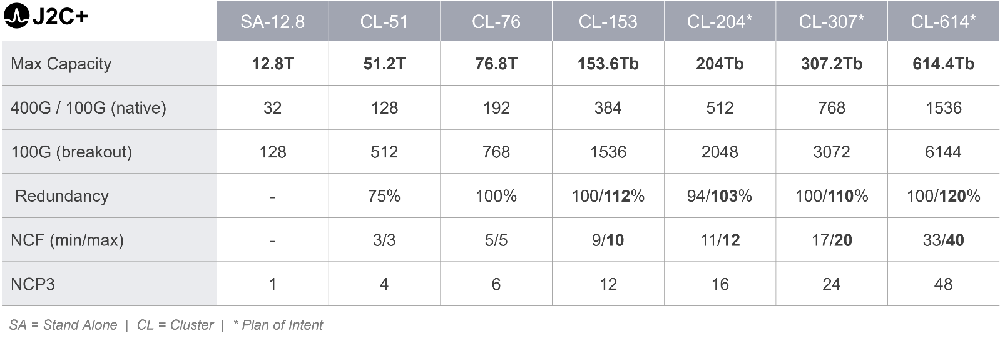 J2C+ SA-12.8 CL-51 CL-76 CL-153 CL-204* CL-307* CL-614*
Max Capacity 12.8T 51.2T 76.8T 153.6Tb 204Tb 307.2Tb 614.4Tb
400G / 100G (native) 32 128 192 384 512 768 1536
100G (breakout) 128 512 768 1536 2048 3072 6144
Redundancy - 75% 100% 100/112% 94/103% 100/110% 100/120%
NCF (min/max) - 3/3 5/5 9/10 11/12 17/20 33/40
NCP3 1 4 6 12 16 24 48
SA = Stand Alone | CL = Cluster | * Plan of Intent